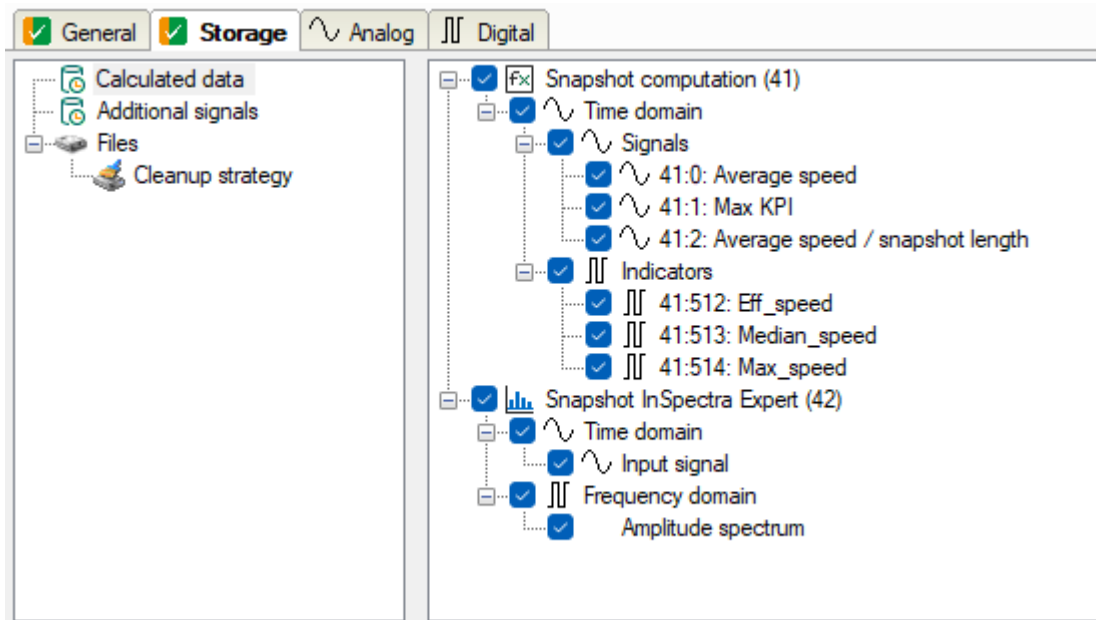 General Storage Analog Digital
Calculated data
Additional signals
Files
Cleanup strategy
fx Snapshot computation (41)
Time domain
Signals
41:0: Average speed
41:1: Max KPI
41:2: Average speed / snapshot length
Indicators
41:512: Eff_speed
41:513: Median_speed
41:514: Max_speed
Snapshot InSpectra Expert (42)
Time domain
Input signal
Frequency domain
Amplitude spectrum